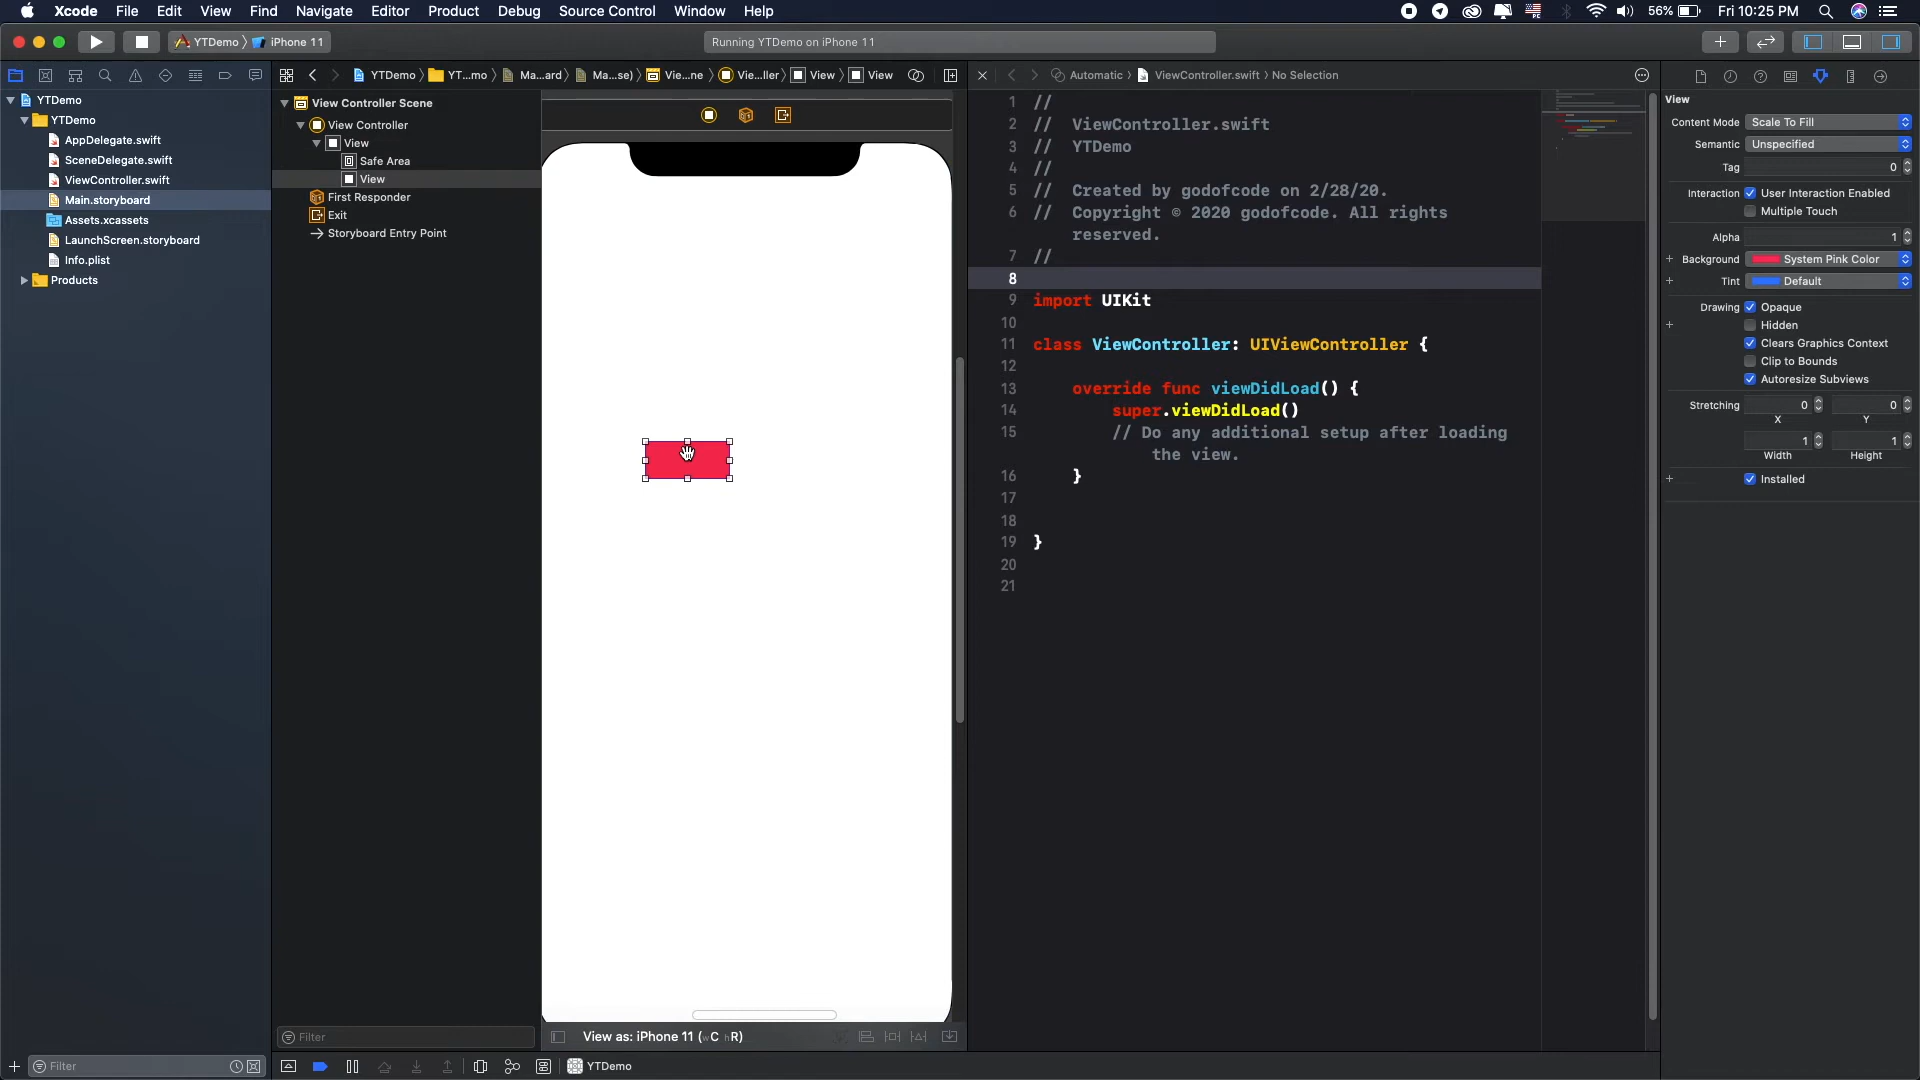 Xcode File Edit View Find Navigate Editor Product Debug Source Control Window Help
56% Fri 10:25 PM
YTDemo iPhone 11
Running YTDemo on iPhone 11
YTDemo YT...mo Ma...ard Ma...se) Vie...ne Vie...ller View View
Automatic ViewController.swift No Selection
YTDemo
YTDemo
AppDelegate.swift
SceneDelegate.swift
ViewController.swift
Main.storyboard
Assets.xcassets
LaunchScreen.storyboard
Info.plist
Products
View Controller Scene
View Controller
View
Safe Area
View
First Responder
Exit
Storyboard Entry Point
1 //
2 // ViewController.swift
3 // YTDemo
4 //
5 // Created by godofcode on 2/28/20.
6 // Copyright © 2020 godofcode. All rights
reserved.
7 //
8
9 import UIKit
10
11 class ViewController: UIViewController {
12
13 override func viewDidLoad() {
14 super.viewDidLoad()
15 // Do any additional setup after loading
the view.
16 }
17
18
19 }
20
21
View
Content Mode Scale To Fill
Semantic Unspecified
Tag 0
Interaction User Interaction Enabled
Multiple Touch
Alpha 1
+ Background System Pink Color
+ Tint Default
Drawing Opaque
+ Hidden
Clears Graphics Context
Clip to Bounds
Autoresize Subviews
Stretching 0 0
X Y
1 1
Width Height
+ Installed
Filter
View as: iPhone 11 (wC hR)
Filter
YTDemo